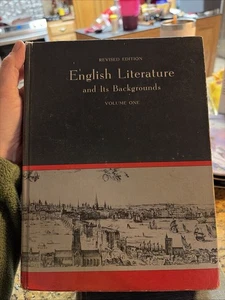 REVISED EDITION
English Literature
and Its Backgrounds
VOLUME ONE